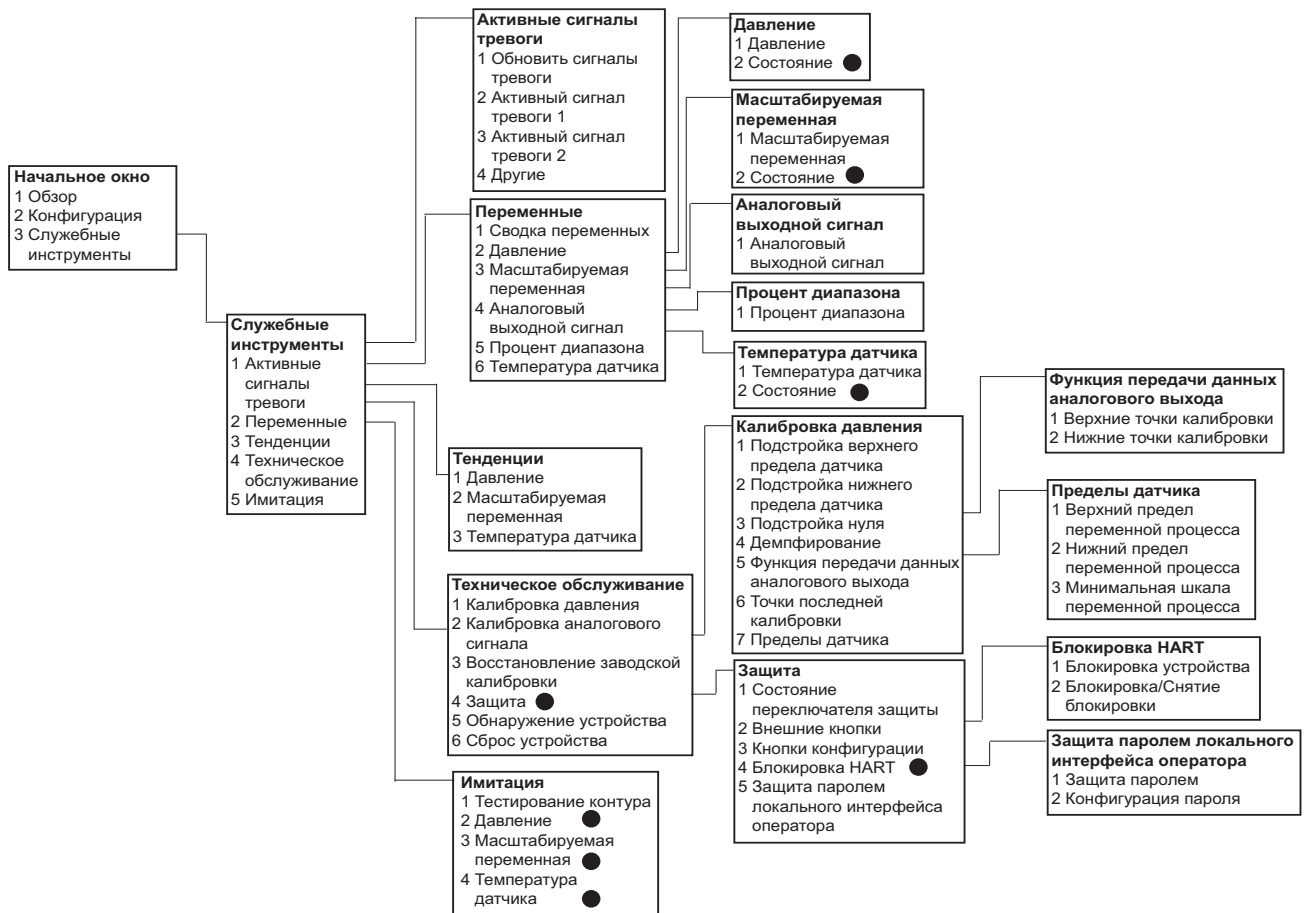 Начальное окно
1 Обзор
2 Конфигурация
3 Служебные
инструменты
Служебные
инструменты
1 Активные
сигналы
тревоги
2 Переменные
3 Тенденции
4 Техническое
обслуживание
5 Имитация
Активные сигналы
тревоги
1 Обновить сигналы
тревоги
2 Активный сигнал
тревоги 1
3 Активный сигнал
тревоги 2
4 Другие
Переменные
1 Сводка переменных
2 Давление
3 Масштабируемая
переменная
4 Аналоговый
выходной сигнал
5 Процент диапазона
6 Температура датчика
Тенденции
1 Давление
2 Масштабируемая
переменная
3 Температура датчика
Техническое обслуживание
1 Калибровка давления
2 Калибровка аналогового
сигнала
3 Восстановление заводской
калибровки
4 Защита
5 Обнаружение устройства
6 Сброс устройства
Имитация
1 Тестирование контура
2 Давление
3 Масштабируемая
переменная
4 Температура
датчика
Давление
1 Давление
2 Состояние
Масштабируемая
переменная
1 Масштабируемая
переменная
2 Состояние
Аналоговый
выходной сигнал
1 Аналоговый
выходной сигнал
Процент диапазона
1 Процент диапазона
Температура датчика
1 Температура датчика
2 Состояние
Калибровка давления
1 Подстройка верхнего
предела датчика
2 Подстройка нижнего
предела датчика
3 Подстройка нуля
4 Демпфирование
5 Функция передачи данных
аналогового выхода
6 Точки последней
калибровки
7 Пределы датчика
Защита
1 Состояние
переключателя защиты
2 Внешние кнопки
3 Кнопки конфигурации
4 Блокировка HART
5 Защита паролем
локального интерфейса
оператора
Функция передачи данных
аналогового выхода
1 Верхние точки калибровки
2 Нижние точки калибровки
Пределы датчика
1 Верхний предел
переменной процесса
2 Нижний предел
переменной процесса
3 Минимальная шкала
переменной процесса
Блокировка HART
1 Блокировка устройства
2 Блокировка/Снятие
блокировки
Защита паролем локального
интерфейса оператора
1 Защита паролем
2 Конфигурация пароля